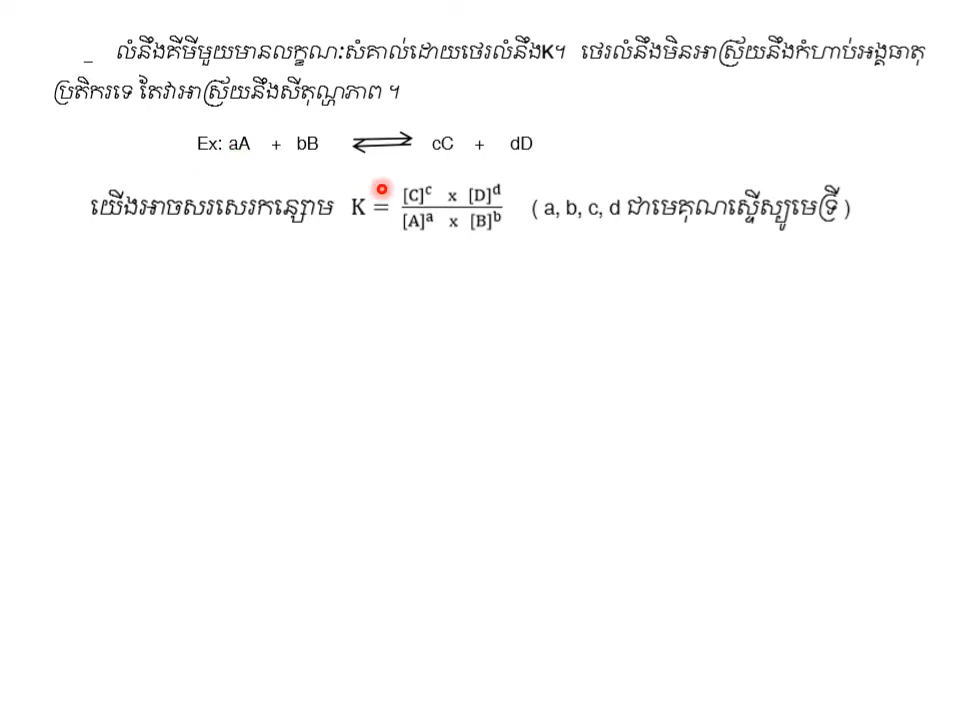 _ លំនឹងគីមីមួយមានលក្ខណៈសំគាល់ដោយថេរលំនឹងK។ ថេរលំនឹងមិនអាស្រ័យនឹងកំហាប់អង្គធាតុ
ប្រតិករទេ តែវាអាស្រ័យនឹងសីតុណ្ហភាព ។
Ex: aA + bB ⇌ cC + dD
យើងអាចសរសេរកន្សោម K = [C]ᶜ x [D]ᵈ / [A]ᵃ x [B]ᵇ ( a, b, c, d ជាមេគុណស្ទើស្យូមេទ្រី )